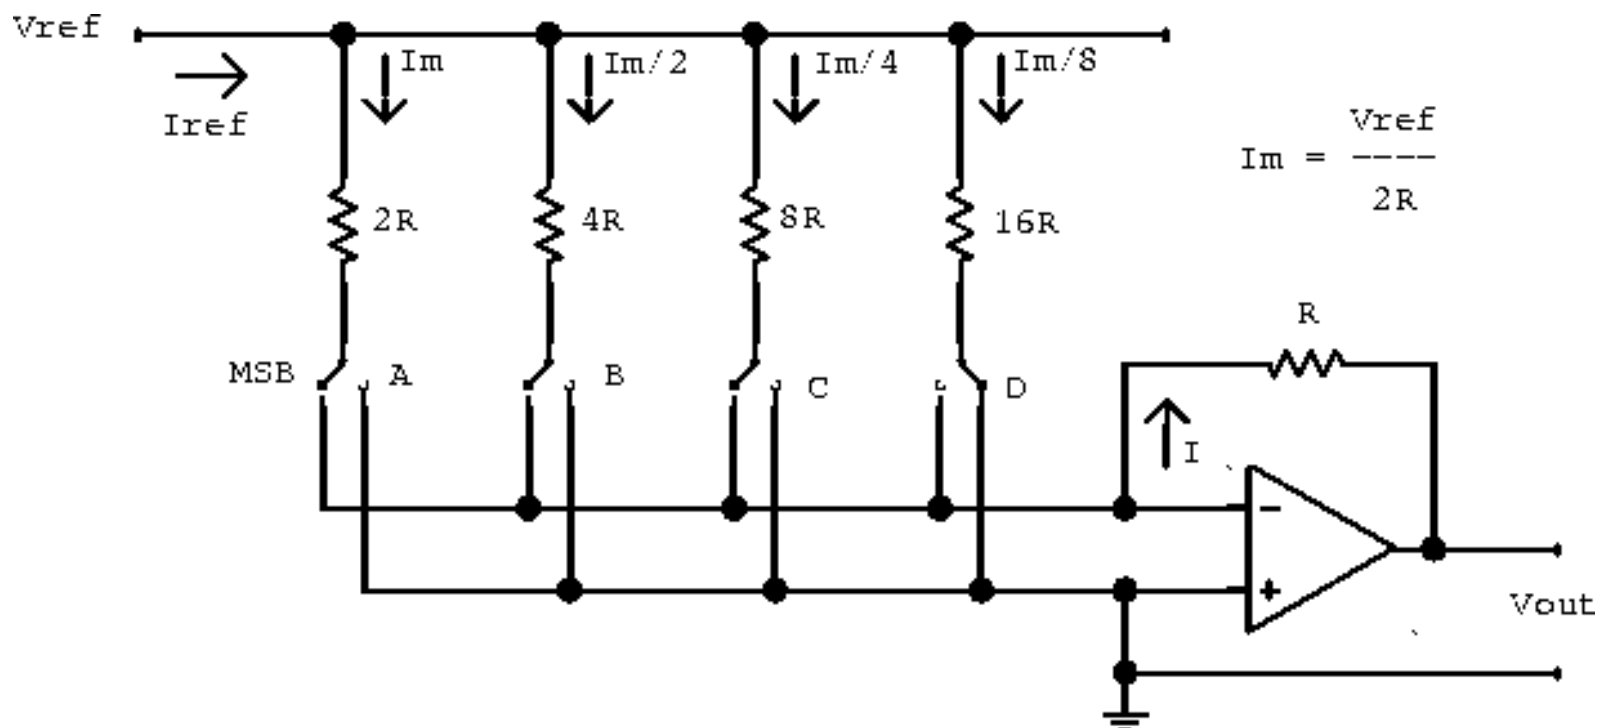 Vref
Iref
Im
Im/2
Im/4
Im/8
Vref
Im = ----
2R
2R
4R
8R
16R
MSB
A
B
C
D
R
I
-
+
Vout